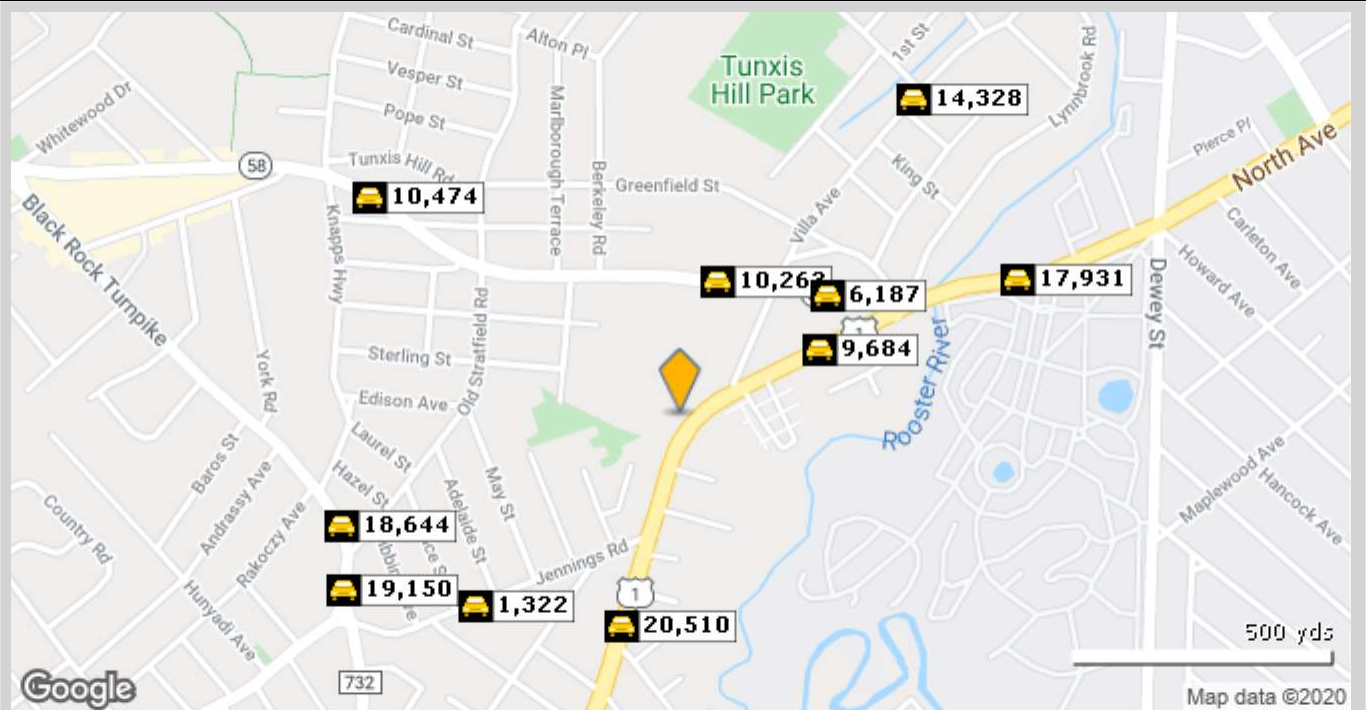 Cardinal St
Alton Pl
1st St
Lynnbrook Rd
Tunxis
Hill Park
Vesper St
Whitewood Dr
Marlborough Terrace
14,328
Pope St
Pierce Pl
North Ave
58
Tunxis Hill Rd
Berkeley Rd
Greenfield St
King St
10,474
Villa Ave
Black Rock Turnpike
Knapps Hwy
Carleton Ave
Howard Ave
10,263
6,187
17,931
Dewey St
1
9,684
Old Stratfield Rd
Sterling St
York Rd
Rooster River
Edison Ave
Laurel St
Baros St
Hazel St
May St
Adelaide St
Andrassy Ave
Maplewood Ave
Hancock Ave
Country Rd
Rakoczy Ave
18,644
Jennings Rd
Hunyadi Ave
19,150
1,322
1
20,510
500 yds
732
Google
Map data ©2020